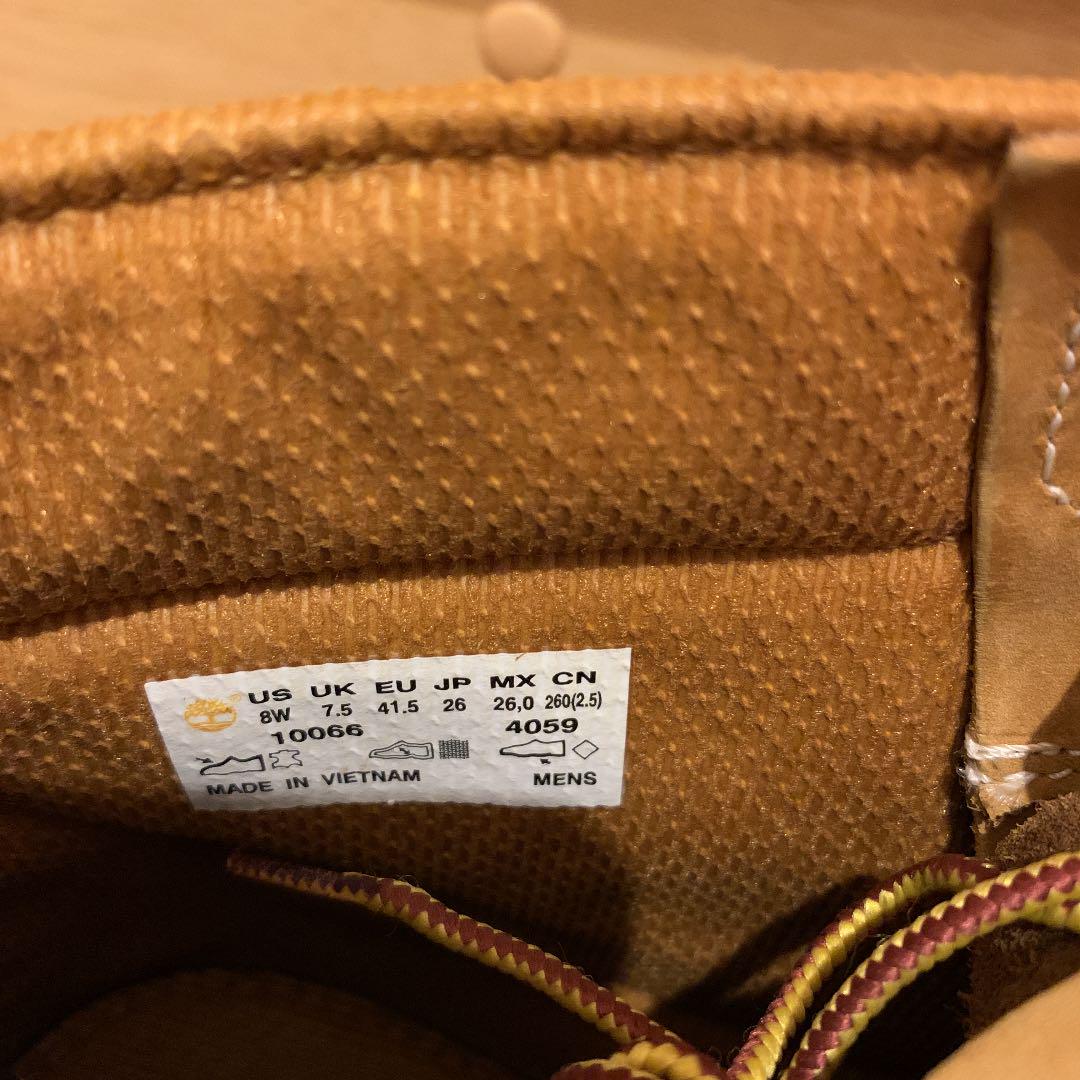 US UK EU JP MX CN
8W 7.5 41.5 26 26,0 260(2.5)
10066 4059
MADE IN VIETNAM MENS